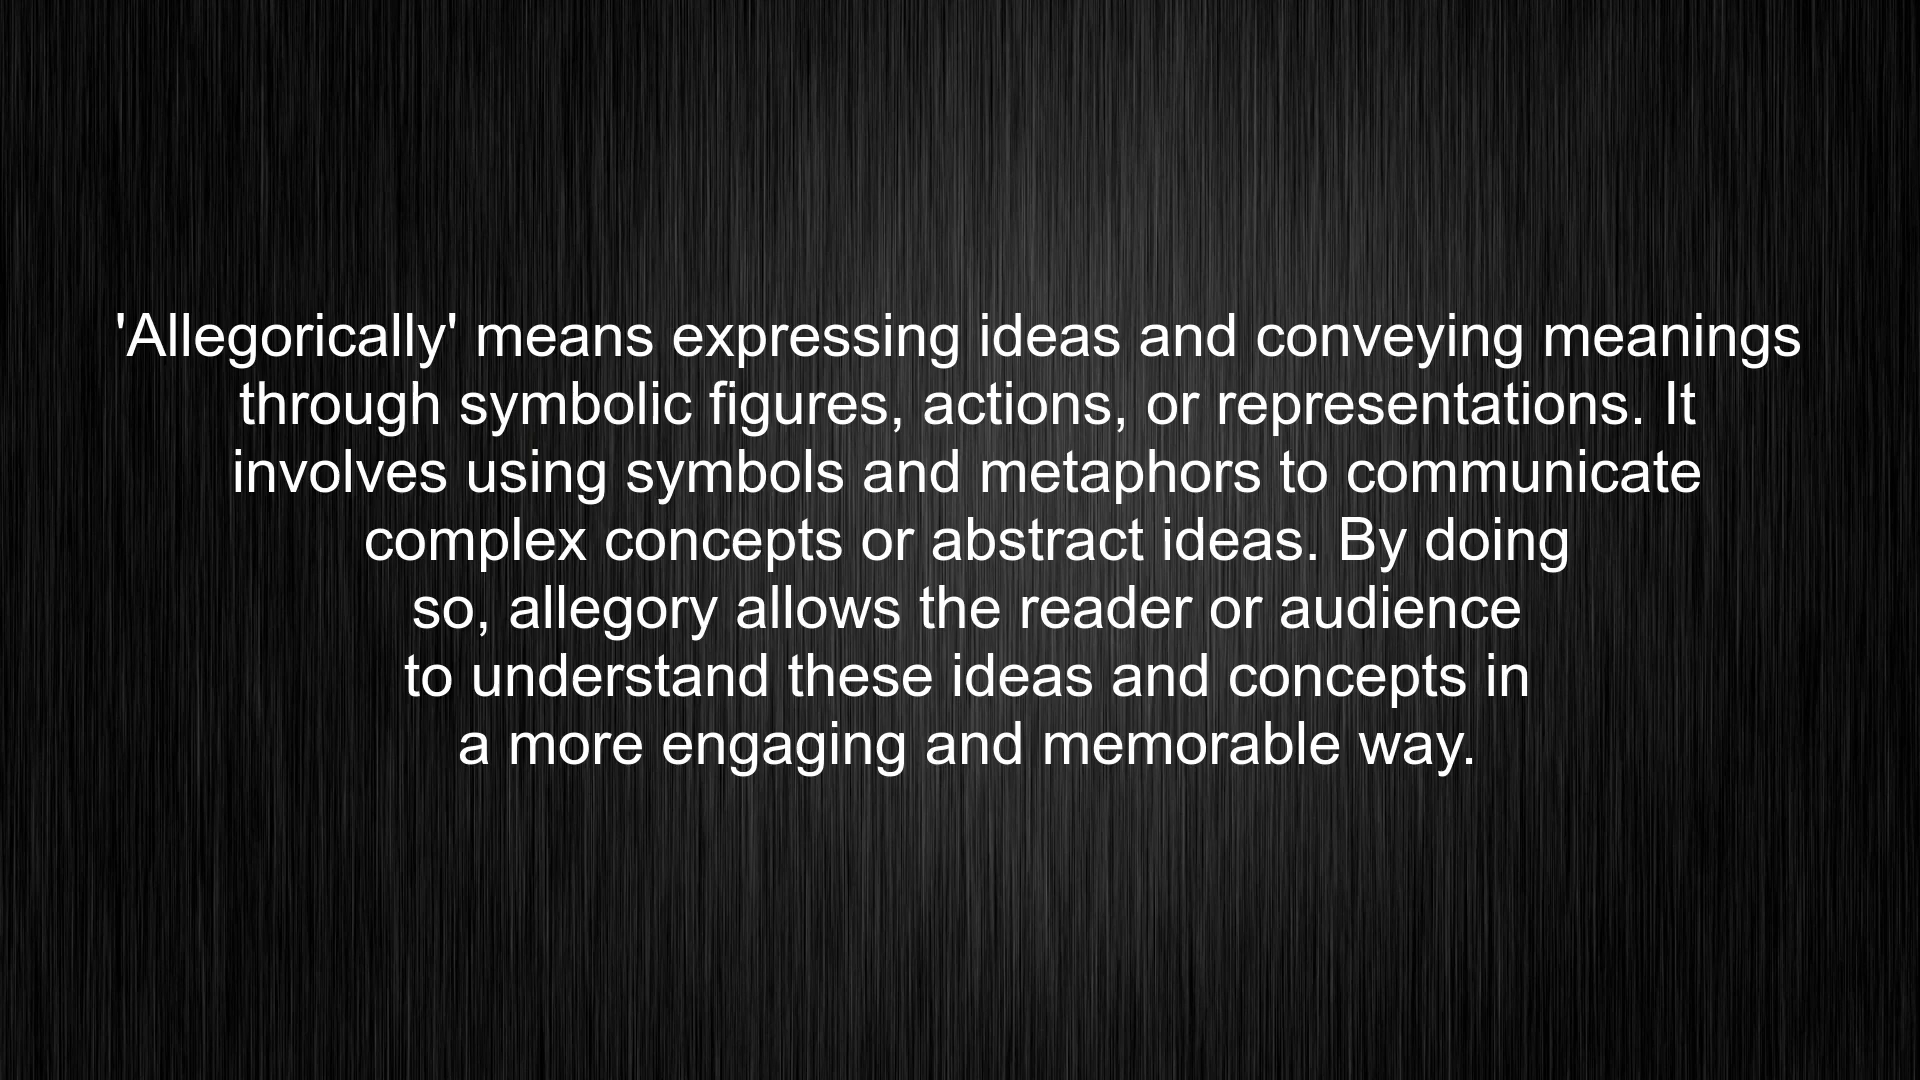 'Allegorically' means expressing ideas and conveying meanings
through symbolic figures, actions, or representations. It
involves using symbols and metaphors to communicate
complex concepts or abstract ideas. By doing
so, allegory allows the reader or audience
to understand these ideas and concepts in
a more engaging and memorable way.